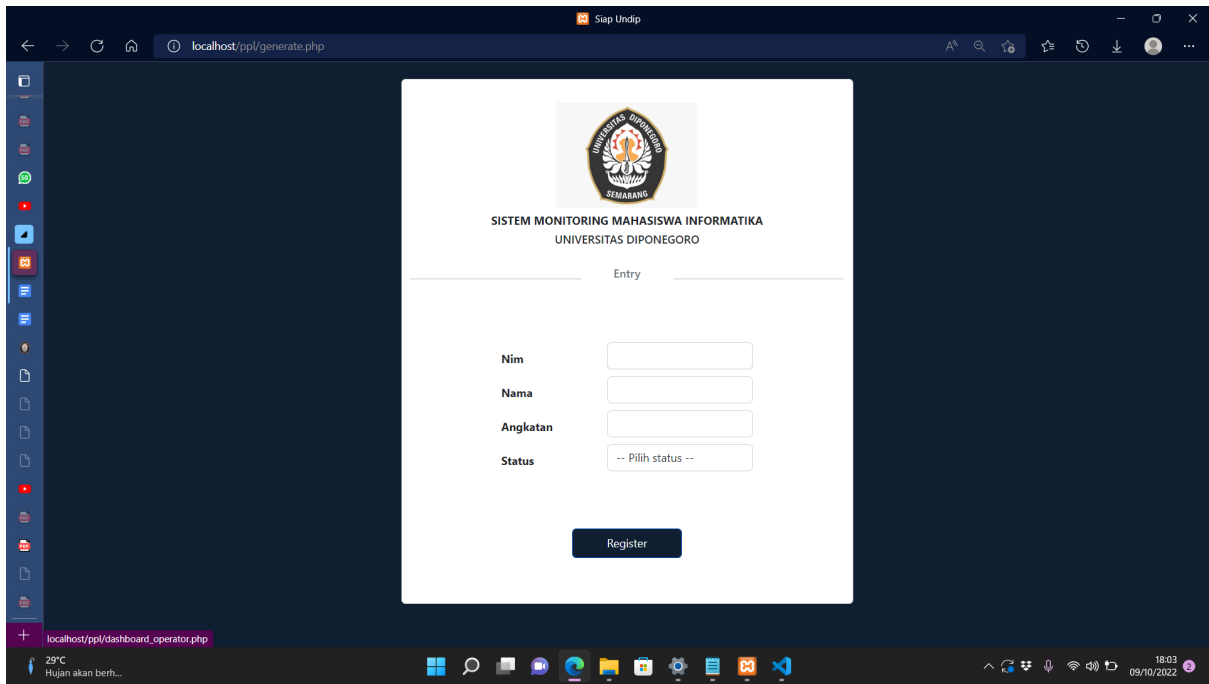 Siap Undip
localhost/ppl/generate.php
UNIVERSITAS DIPONEGORO
SEMARANG
SISTEM MONITORING MAHASISWA INFORMATIKA
UNIVERSITAS DIPONEGORO
Entry
Nim
Nama
Angkatan
Status
-- Pilih status --
Register
localhost/ppl/dashboard_operator.php
29°C
Hujan akan berh...
18:03
09/10/2022
2